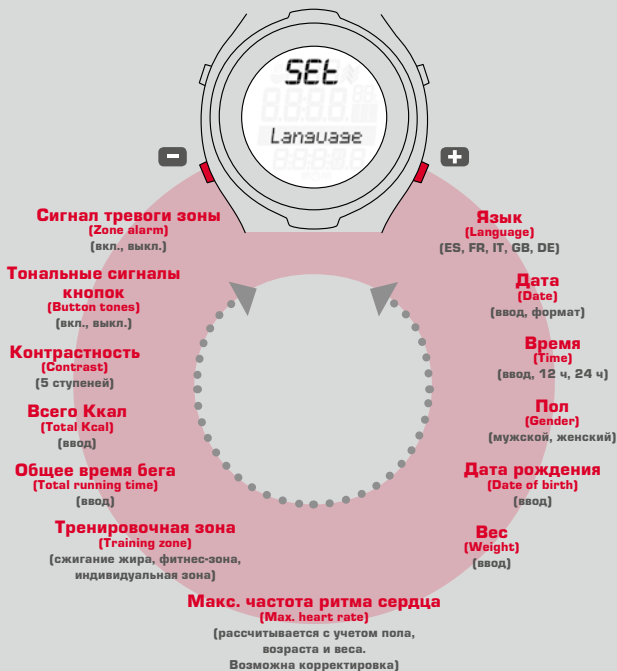 SEt
Language
−
+
Сигнал тревоги зоны
(Zone alarm)
(вкл., выкл.)
Тональные сигналы
кнопок
(Button tones)
(вкл., выкл.)
Контрастность
(Contrast)
(5 ступеней)
Всего Ккал
(Total Kcal)
(ввод)
Общее время бега
(Total running time)
(ввод)
Тренировочная зона
(Training zone)
(сжигание жира, фитнес-зона,
индивидуальная зона)
Язык
(Language)
(ES, FR, IT, GB, DE)
Дата
(Date)
(ввод, формат)
Время
(Time)
(ввод, 12 ч, 24 ч)
Пол
(Gender)
(мужской, женский)
Дата рождения
(Date of birth)
(ввод)
Вес
(Weight)
(ввод)
Макс. частота ритма сердца
(Max. heart rate)
(рассчитывается с учетом пола,
возраста и веса.
Возможна корректировка)